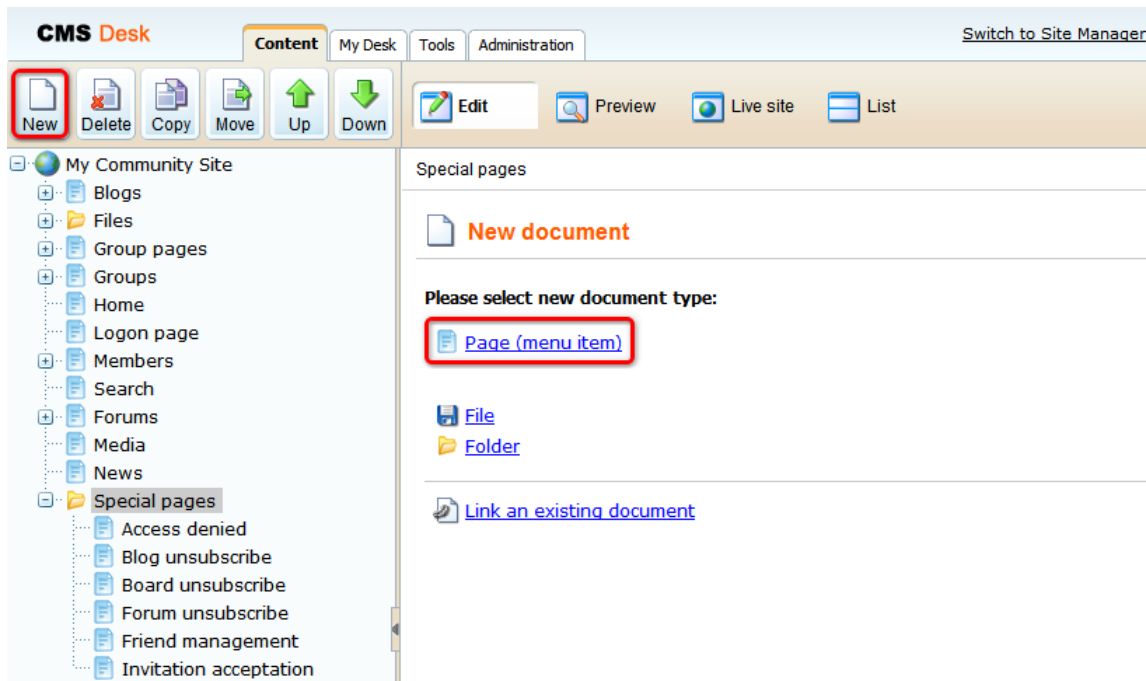 CMS Desk
Content My Desk Tools Administration
Switch to Site Manager
New Delete Copy Move Up Down
Edit Preview Live site List
My Community Site
Blogs
Files
Group pages
Groups
Home
Logon page
Members
Search
Forums
Media
News
Special pages
Access denied
Blog unsubscribe
Board unsubscribe
Forum unsubscribe
Friend management
Invitation acceptation
Special pages
New document
Please select new document type:
Page (menu item)
File
Folder
Link an existing document